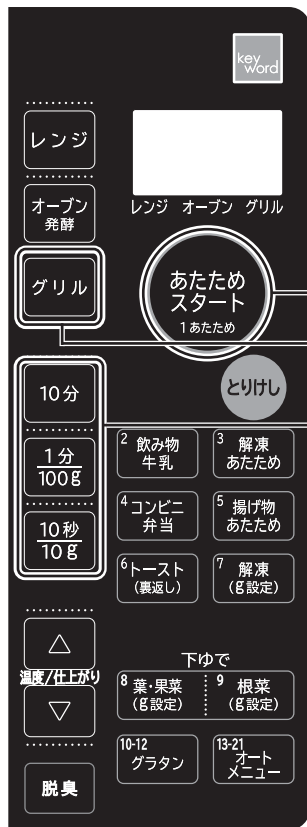 key
word
レンジ
オーブン
発酵
レンジ オーブン グリル
グリル
あたため
スタート
1あたため
とりけし
10分
1分
100g
10秒
10g
2 飲み物
牛乳
3 解凍
あたため
4コンビニ
弁当
5 揚げ物
あたため
6トースト
(裏返し)
7 解凍
(g設定)
△
温度/仕上がり
▽
下ゆで
8 葉・果菜
(g設定)
9 根菜
(g設定)
10-12
グラタン
13-21
オート
メニュー
脱臭